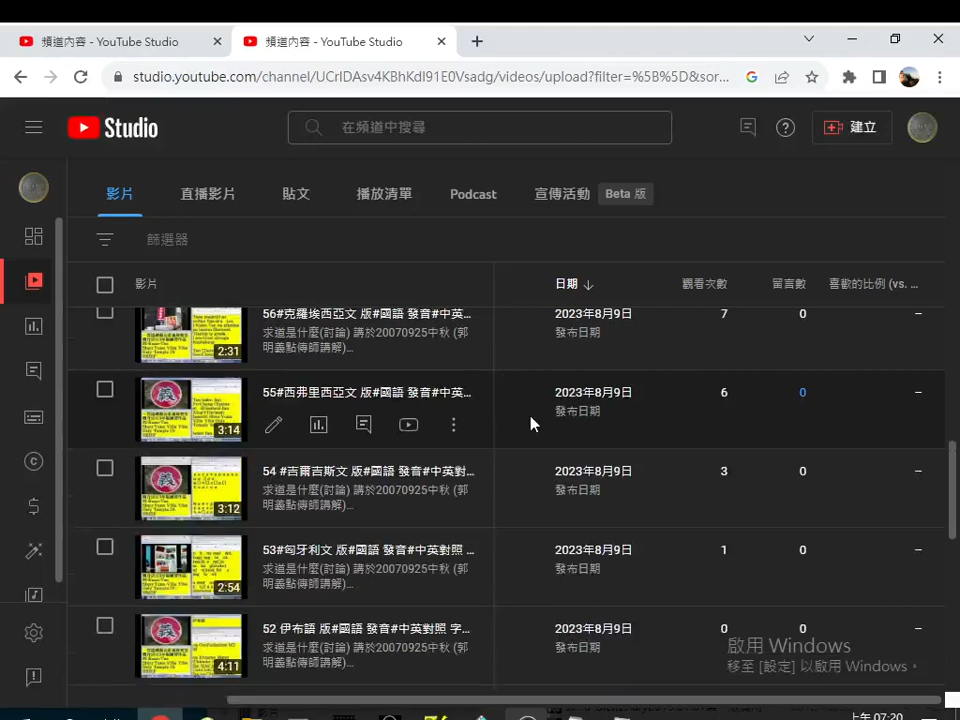 頻道內容 - YouTube Studio
頻道內容 - YouTube Studio
studio.youtube.com/channel/UCrIDAsv4KBhKdI91E0Vsadg/videos/upload?filter=%5B%5D&sor...
Studio
在頻道中搜尋
建立
影片
直播影片
貼文
播放清單
Podcast
宣傳活動
Beta 版
篩選器
影片
日期
觀看次數
留言數
喜歡的比例 (vs. ...
56#克羅埃西亞文 版#國語 發音#中英...
2023年8月9日
7
0
–
求道是什麼(討論) 講於20070925中秋 (郭
發布日期
明義點傳師講解)...
2:31
55#西弗里西亞文 版#國語 發音#中英...
2023年8月9日
6
0
–
發布日期
3:14
54 #吉爾吉斯文 版#國語 發音#中英對...
2023年8月9日
3
0
–
求道是什麼(討論) 講於20070925中秋 (郭
發布日期
明義點傳師講解)...
3:12
53#匈牙利文 版#國語 發音#中英對照 ...
2023年8月9日
1
0
–
求道是什麼(討論) 講於20070925中秋 (郭
發布日期
明義點傳師講解)...
2:54
52 伊布語 版#國語 發音#中英對照 字...
2023年8月9日
0
0
–
求道是什麼(討論) 講於20070925中秋 (郭
發布日期
明義點傳師講解)...
4:11
啟用 Windows
移至 [設定] 以啟用 Windows。
上午 07:20